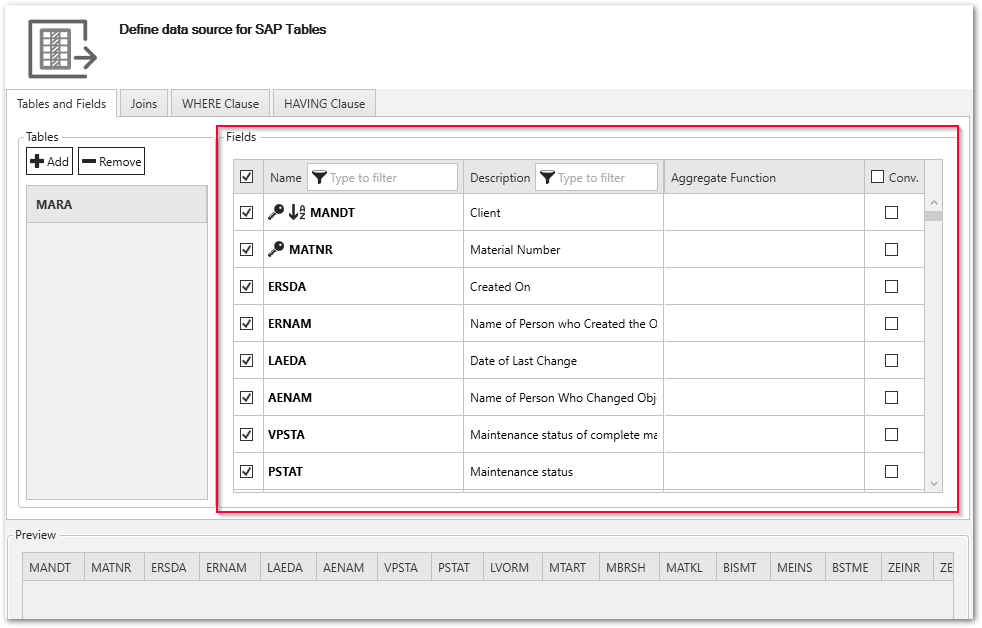 Define data source for SAP Tables
Tables and Fields Joins WHERE Clause HAVING Clause
Tables
Add Remove
MARA
Fields
Name Type to filter Description Type to filter Aggregate Function Conv.
MANDT Client
MATNR Material Number
ERSDA Created On
ERNAM Name of Person who Created the O
LAEDA Date of Last Change
AENAM Name of Person Who Changed Obj
VPSTA Maintenance status of complete ma
PSTAT Maintenance status
Preview
MANDT MATNR ERSDA ERNAM LAEDA AENAM VPSTA PSTAT LVORM MTART MBRSH MATKL BISMT MEINS BSTME ZEINR ZE